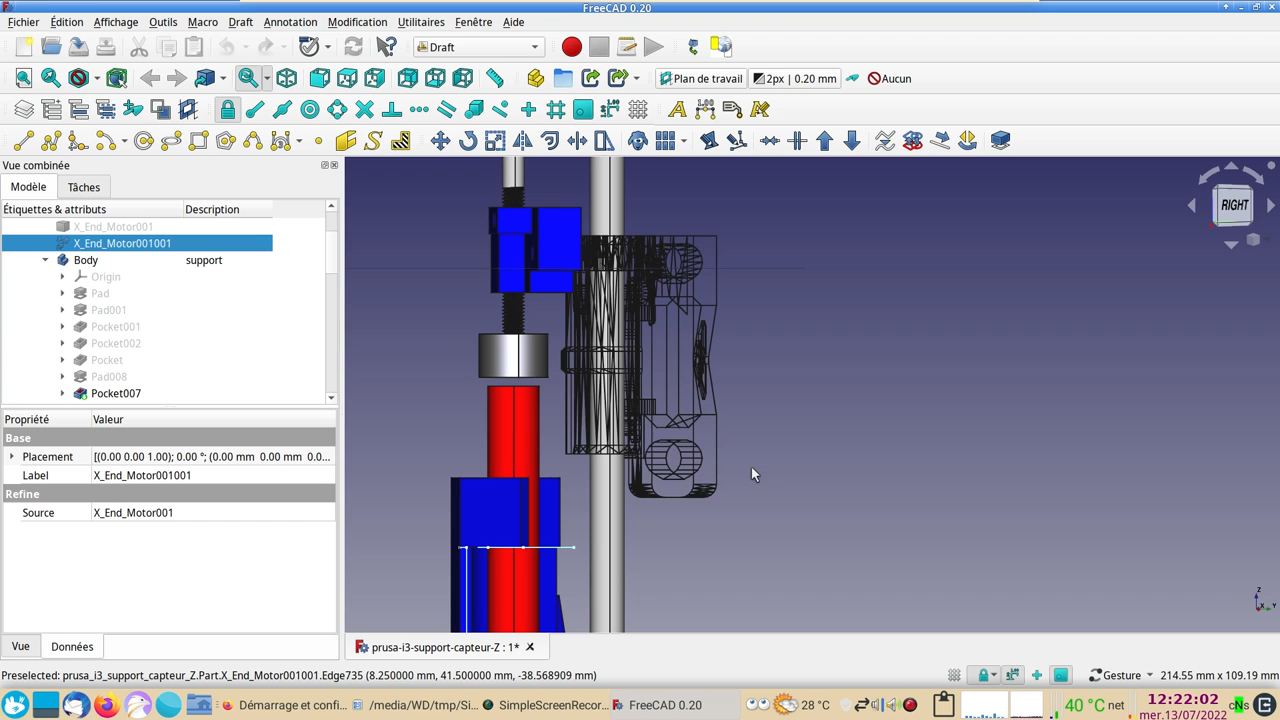 FreeCAD 0.20
Fichier Édition Affichage Outils Macro Draft Annotation Modification Utilitaires Fenêtre Aide
Draft
Plan de travail 2px | 0.20 mm Aucun
Vue combinée
Modèle Tâches
Étiquettes & attributs Description
X_End_Motor001
X_End_Motor001001
Body support
Origin
Pad
Pad001
Pocket001
Pocket002
Pocket
Pad008
Pocket007
Propriété Valeur
Base
Placement [(0.00 0.00 1.00); 0.00 °; (0.00 mm 0.00 mm 0.0...
Label X_End_Motor001001
Refine
Source X_End_Motor001
RIGHT
Z
X
Y
Vue Données
prusa-i3-support-capteur-Z : 1*
Preselected: prusa_i3_support_capteur_Z.Part.X_End_Motor001001.Edge735 (8.250000 mm, 41.500000 mm, -38.568909 mm)
Gesture 214.55 mm x 109.19 mm
Démarrage et confi... /media/WD/tmp/Si... SimpleScreenRecor... FreeCAD 0.20
28 °C
40 °C net
12:22:02
mer.13/07/2022